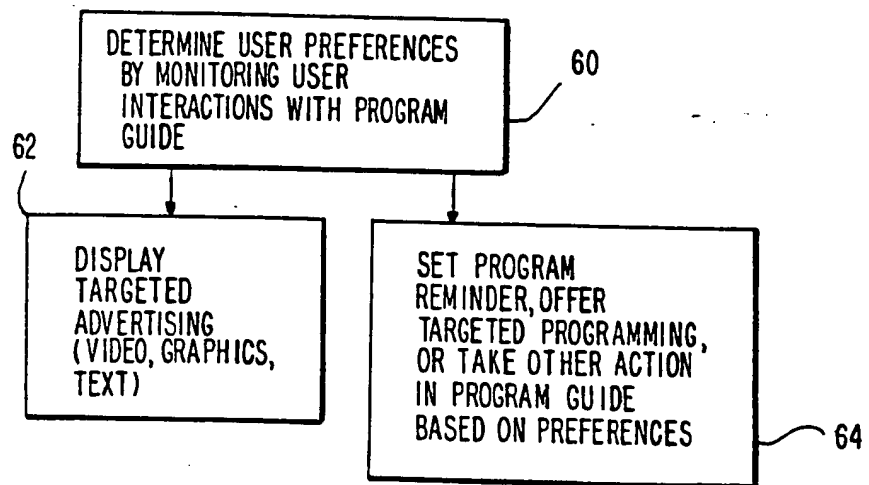 DETERMINE USER PREFERENCES
BY MONITORING USER
INTERACTIONS WITH PROGRAM
GUIDE
60
62
DISPLAY
TARGETED
ADVERTISING
(VIDEO, GRAPHICS,
TEXT)
SET PROGRAM
REMINDER, OFFER
TARGETED PROGRAMMING,
OR TAKE OTHER ACTION
IN PROGRAM GUIDE
BASED ON PREFERENCES
64